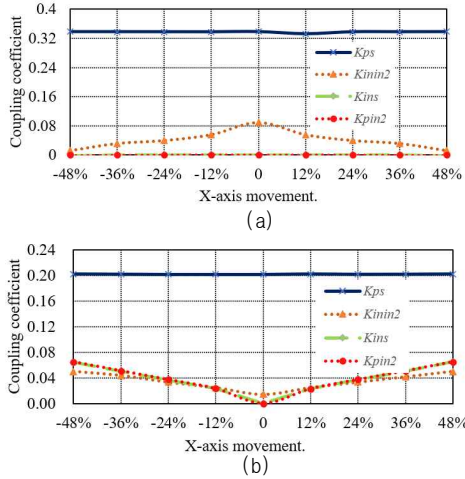 Coupling coefficient
0.40
0.32
0.24
0.16
0.08
0
Kps
Kinin2
Kins
Kpin2
-48% -36% -24% -12% 0 12% 24% 36% 48%
X-axis movement.
(a)
Coupling coefficient
0.24
0.20
0.16
0.12
0.08
0.04
0.00
Kps
Kinin2
Kins
Kpin2
-48% -36% -24% -12% 0 12% 24% 36% 48%
X-axis movement.
(b)